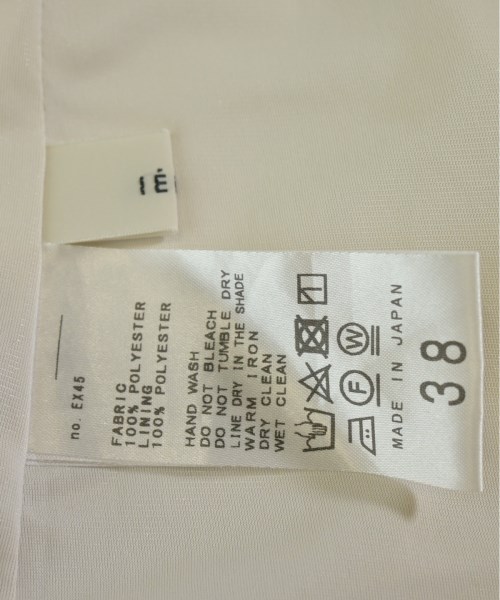 m.
no. EX45
FABRIC
100% POLYESTER
LINING
100% POLYESTER
HAND WASH
DO NOT BLEACH
DO NOT TUMBLE DRY
LINE DRY IN THE SHADE
WARM IRON
DRY CLEAN
WET CLEAN
F W
MADE IN JAPAN
38